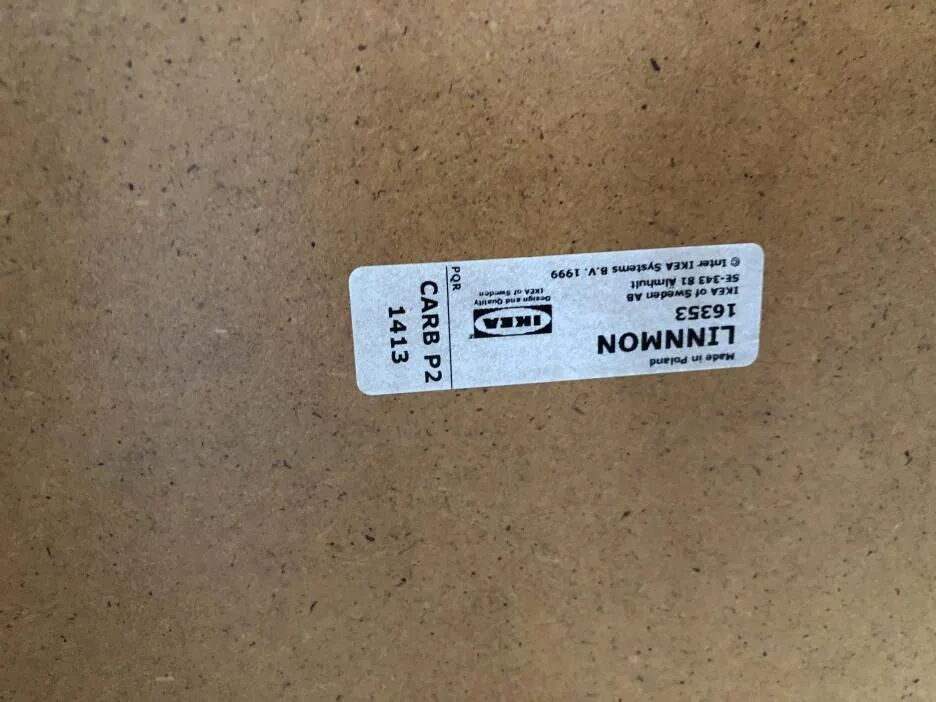 Made in Poland
LINNMON
16353
IKEA of Sweden AB
SE-343 81 Älmhult
© Inter IKEA Systems B.V. 1999
IKEA®
Design and Quality
IKEA of Sweden
PQR
CARB P2
1413